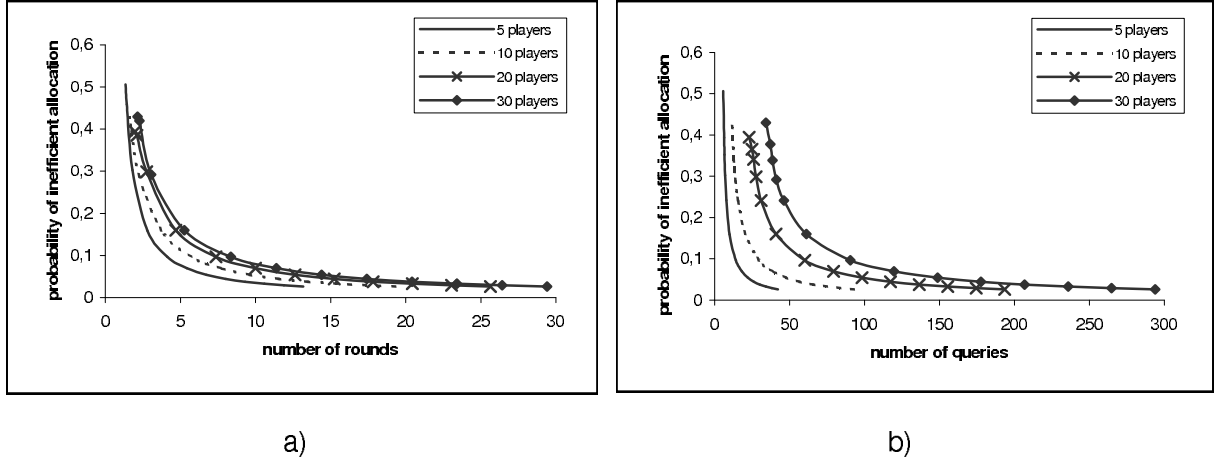 5 players
10 players
20 players
30 players
0,6
0,5
0,4
0,3
0,2
0,1
0
probability of inefficient allocation
0 5 10 15 20 25 30
number of rounds
a)
5 players
10 players
20 players
30 players
0,6
0,5
0,4
0,3
0,2
0,1
0
probability of inefficient allocation
0 50 100 150 200 250 300
number of queries
b)